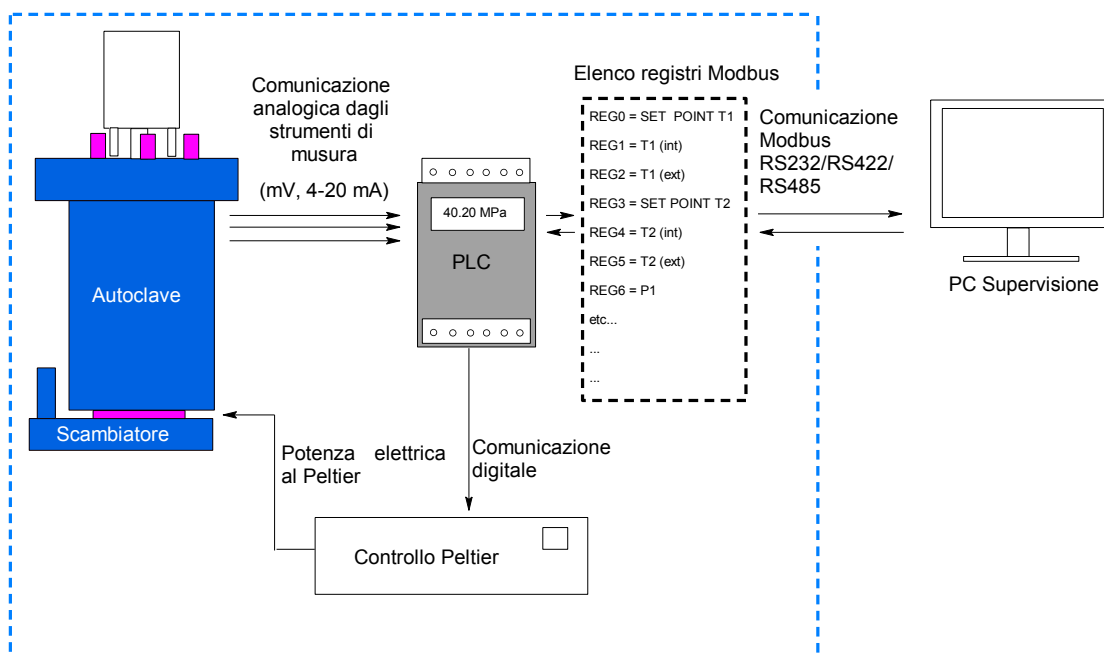 Comunicazione
analogica dagli
strumenti di
musura
(mV, 4-20 mA)
Elenco registri Modbus
REG0 = SET POINT T1
REG1 = T1 (int)
REG2 = T1 (ext)
REG3 = SET POINT T2
REG4 = T2 (int)
REG5 = T2 (ext)
REG6 = P1
etc...
...
...
Comunicazione
Modbus
RS232/RS422/
RS485
40.20 MPa
PLC
PC Supervisione
Autoclave
Scambiatore
Potenza elettrica
al Peltier
Comunicazione
digitale
Controllo Peltier